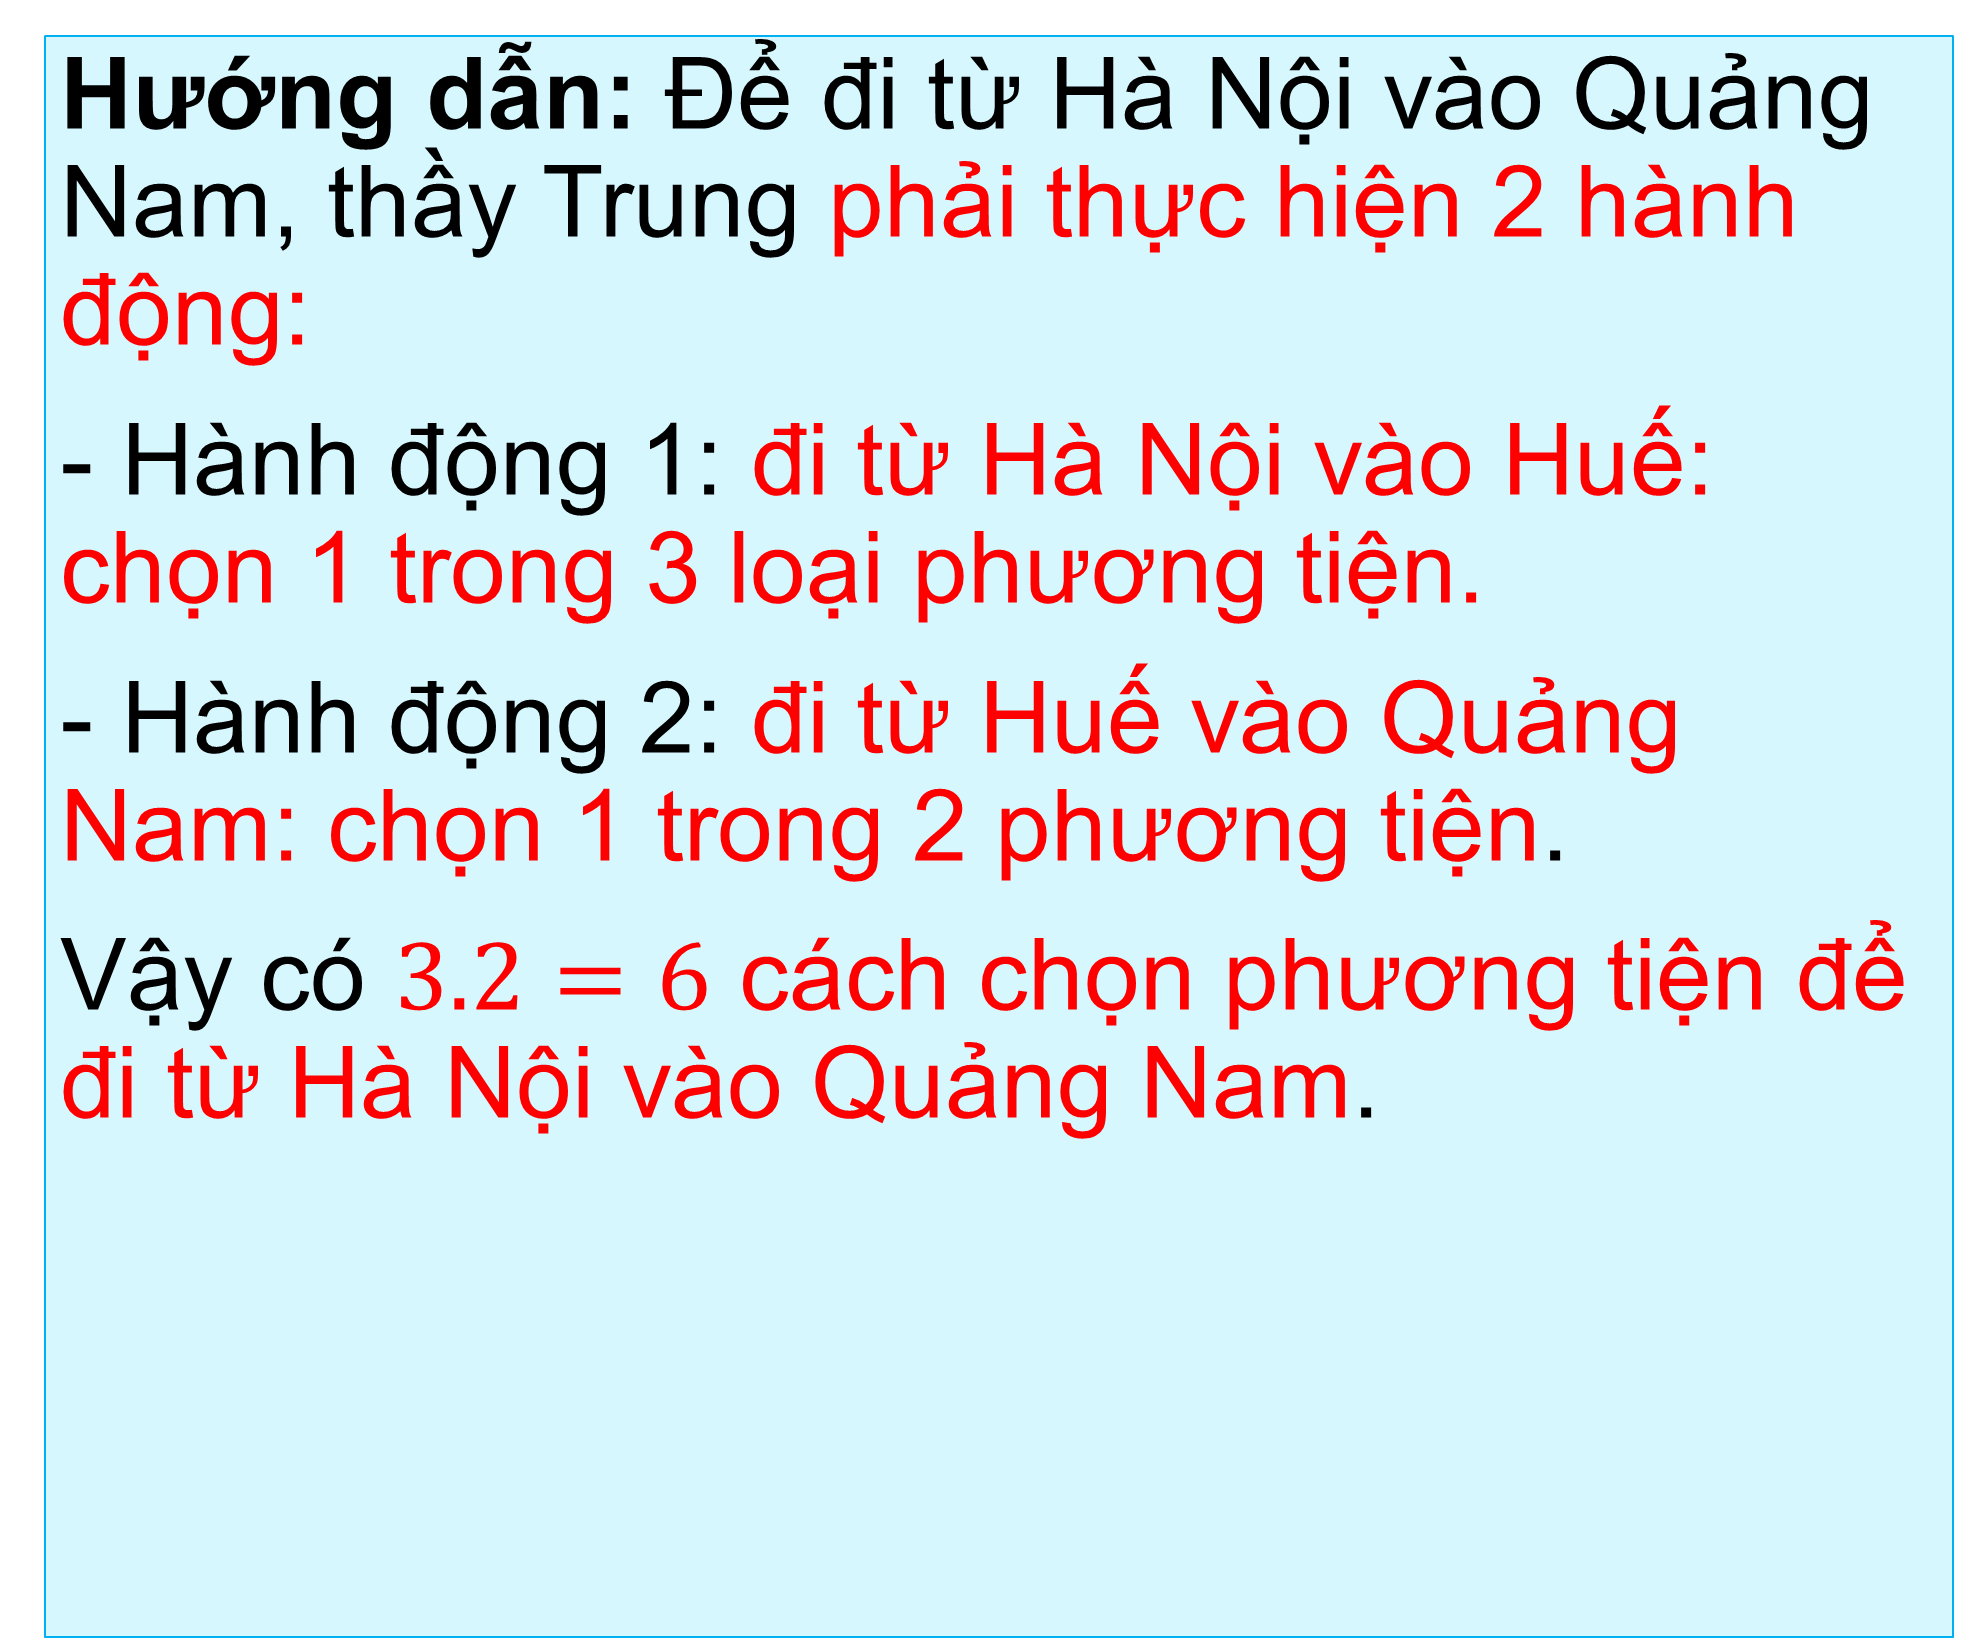 Hướng dẫn: Để đi từ Hà Nội vào Quảng
Nam, thầy Trung phải thực hiện 2 hành
động:
- Hành động 1: đi từ Hà Nội vào Huế:
chọn 1 trong 3 loại phương tiện.
- Hành động 2: đi từ Huế vào Quảng
Nam: chọn 1 trong 2 phương tiện.
Vậy có 3.2 = 6 cách chọn phương tiện để
đi từ Hà Nội vào Quảng Nam.